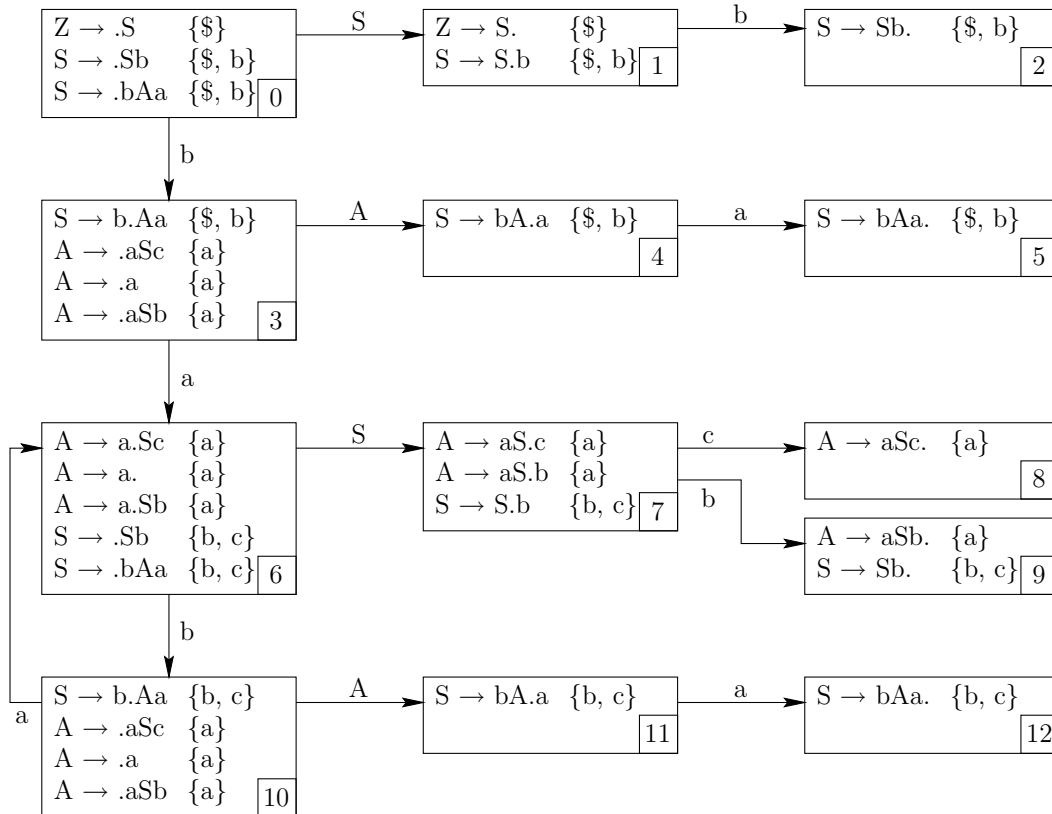 Z → .S {$}
S → .Sb {$, b}
S → .bAa {$, b}
0
S
Z → S. {$}
S → S.b {$, b}
1
b
S → Sb. {$, b}
2
b
S → b.Aa {$, b}
A → .aSc {a}
A → .a {a}
A → .aSb {a}
3
A
S → bA.a {$, b}
4
a
S → bAa. {$, b}
5
a
A → a.Sc {a}
A → a. {a}
A → a.Sb {a}
S → .Sb {b, c}
S → .bAa {b, c}
6
S
A → aS.c {a}
A → aS.b {a}
S → S.b {b, c}
7
c
A → aSc. {a}
8
b
A → aSb. {a}
S → Sb. {b, c}
9
b
a
S → b.Aa {b, c}
A → .aSc {a}
A → .a {a}
A → .aSb {a}
10
A
S → bA.a {b, c}
11
a
S → bAa. {b, c}
12